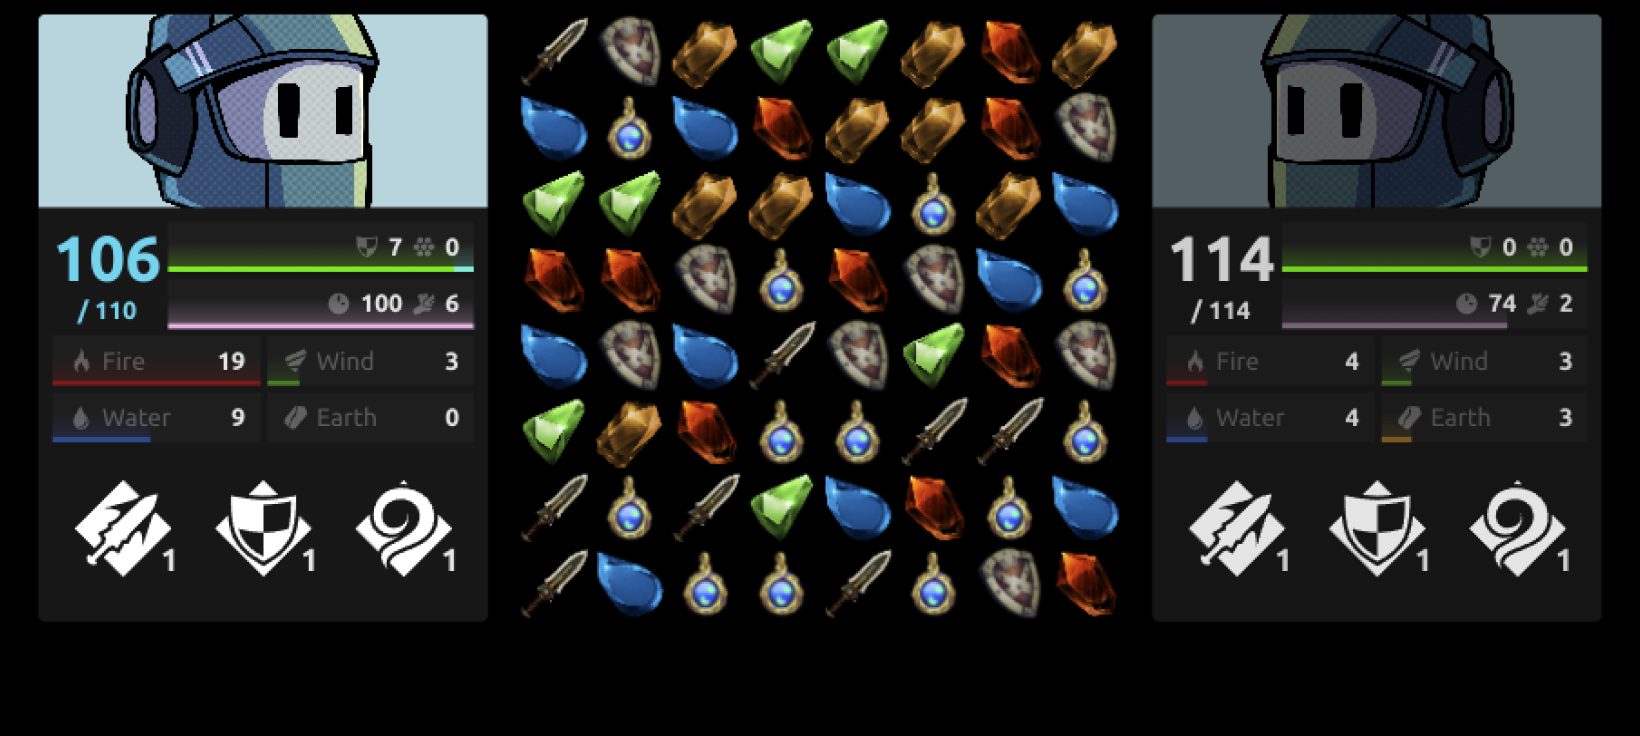 106
/ 110
7 0
100 6
Fire 19 Wind 3
Water 9 Earth 0
1 1 1
114
/ 114
0 0
74 2
Fire 4 Wind 3
Water 4 Earth 3
1 1 1